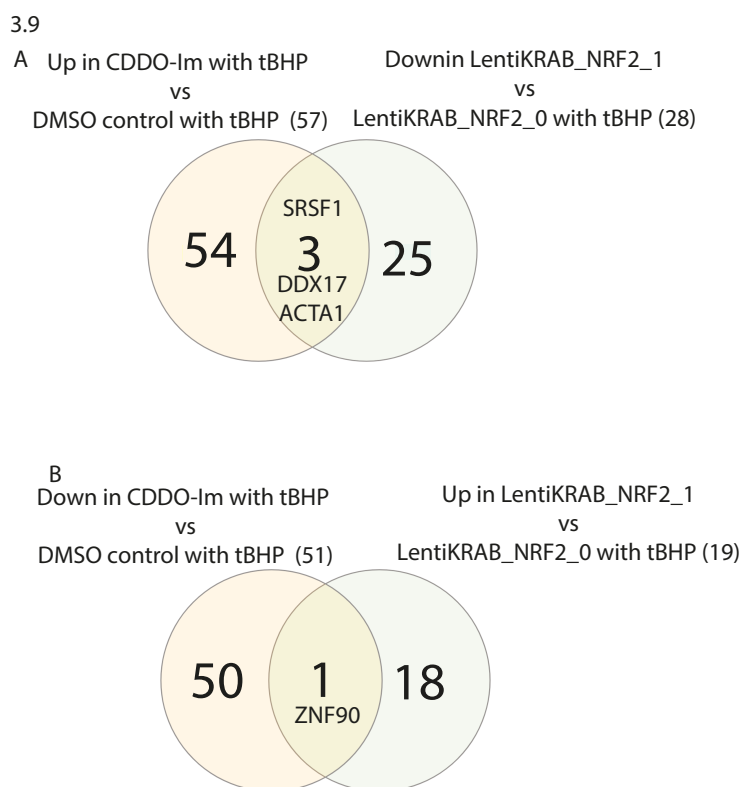 3.9
A
Up in CDDO-Im with tBHP
vs
DMSO control with tBHP (57)
Downin LentiKRAB_NRF2_1
vs
LentiKRAB_NRF2_0 with tBHP (28)
54
SRSF1
3
DDX17
ACTA1
25
B
Down in CDDO-Im with tBHP
vs
DMSO control with tBHP (51)
Up in LentiKRAB_NRF2_1
vs
LentiKRAB_NRF2_0 with tBHP (19)
50
1
ZNF90
18